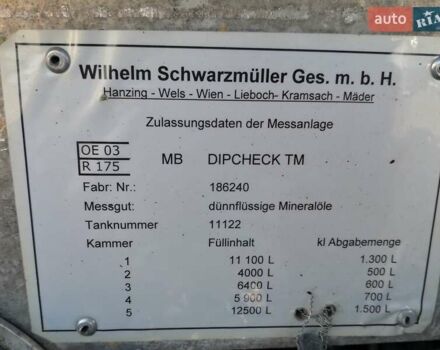 auto RIA
Wilhelm Schwarzmüller Ges. m. b. H.
Hanzing - Wels - Wien - Lieboch- Kramsach - Mäder
Zulassungsdaten der Messanlage
OE 03
R 175 MB DIPCHECK TM
Fabr: Nr.: 186240
Messgut: dünnflüssige Mineralöle
Tanknummer 11122
Kammer Füllinhalt kl Abgabemenge
1 11 100 L 1.300 L
2 4000 L 500 L
3 6400 L 600 L
4 5 900 L 700 L
5 12500 L 1.500 L